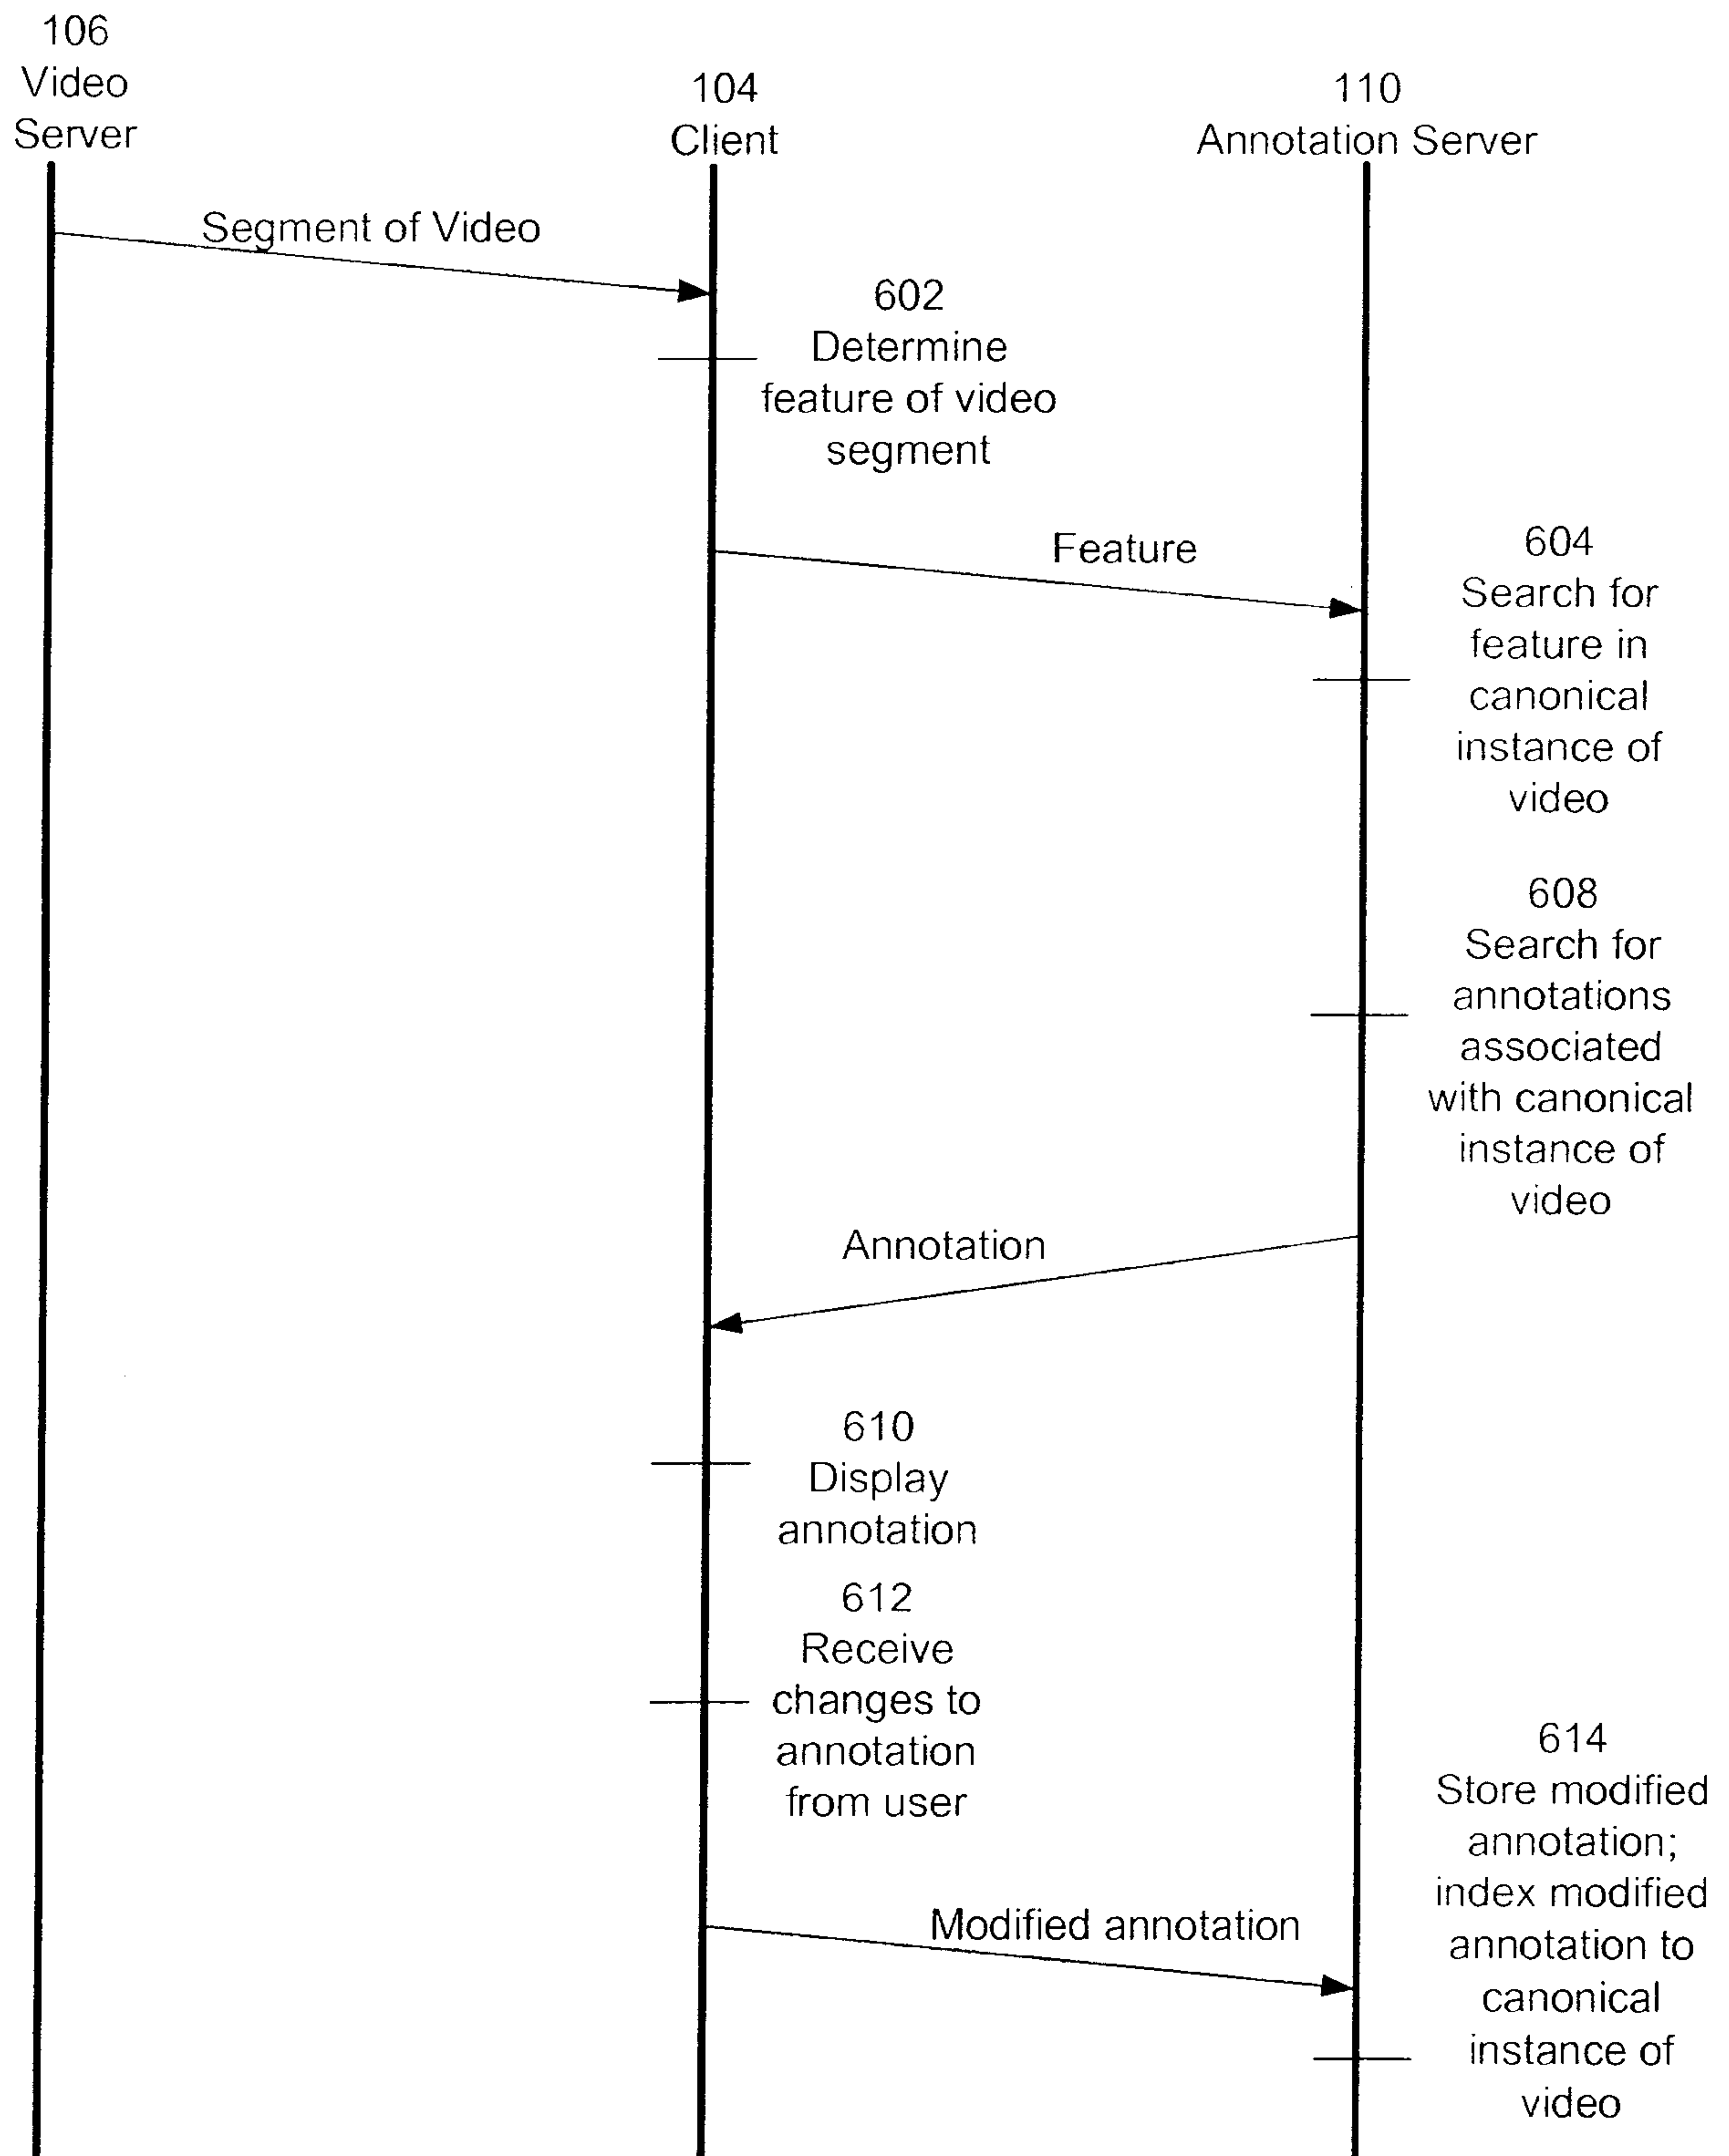 106
Video
Server
104
Client
110
Annotation Server
Segment of Video
602
Determine
feature of video
segment
Feature
604
Search for
feature in
canonical
instance of
video
608
Search for
annotations
associated
with canonical
instance of
video
Annotation
610
Display
annotation
612
Receive
changes to
annotation
from user
614
Store modified
annotation;
index modified
annotation to
canonical
instance of
video
Modified annotation